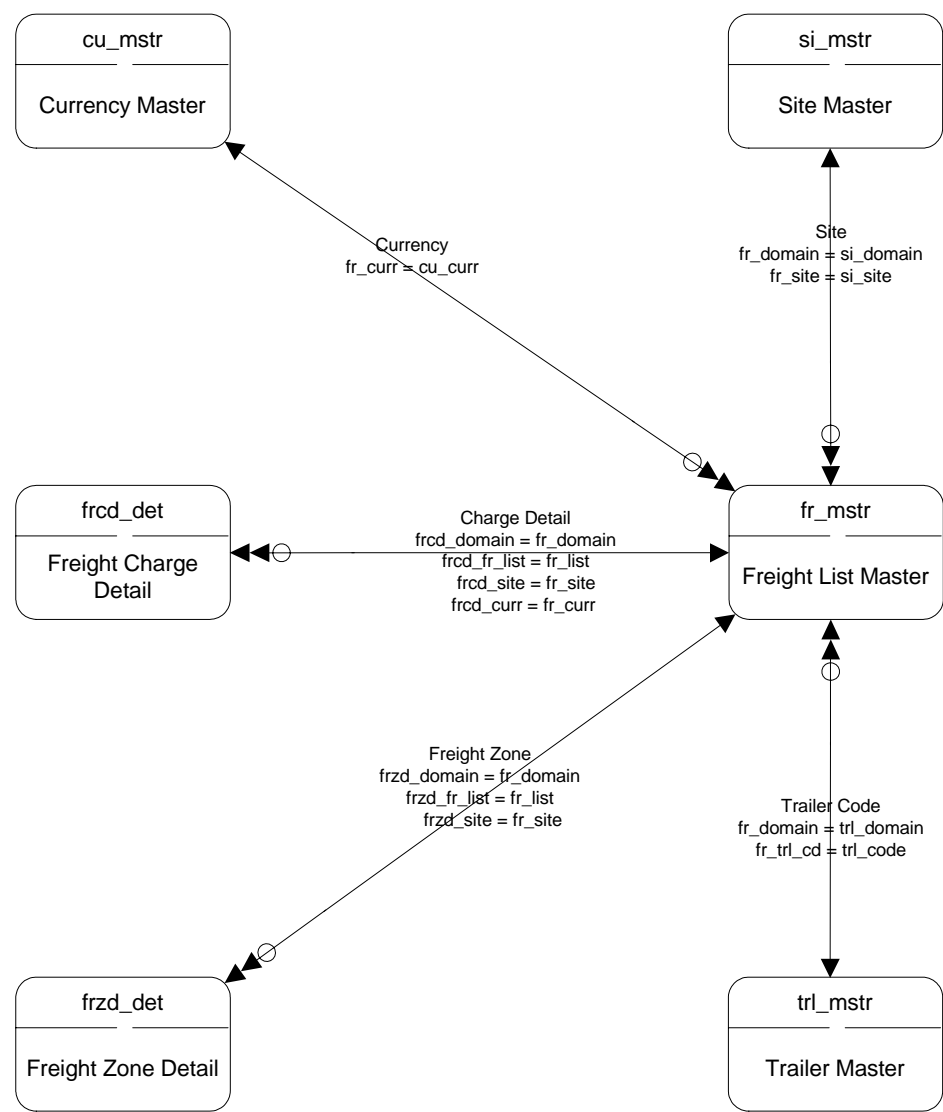 cu_mstr
Currency Master
si_mstr
Site Master
Currency
fr_curr = cu_curr
Site
fr_domain = si_domain
fr_site = si_site
frcd_det
Freight Charge
Detail
Charge Detail
frcd_domain = fr_domain
frcd_fr_list = fr_list
frcd_site = fr_site
frcd_curr = fr_curr
fr_mstr
Freight List Master
Freight Zone
frzd_domain = fr_domain
frzd_fr_list = fr_list
frzd_site = fr_site
Trailer Code
fr_domain = trl_domain
fr_trl_cd = trl_code
frzd_det
Freight Zone Detail
trl_mstr
Trailer Master